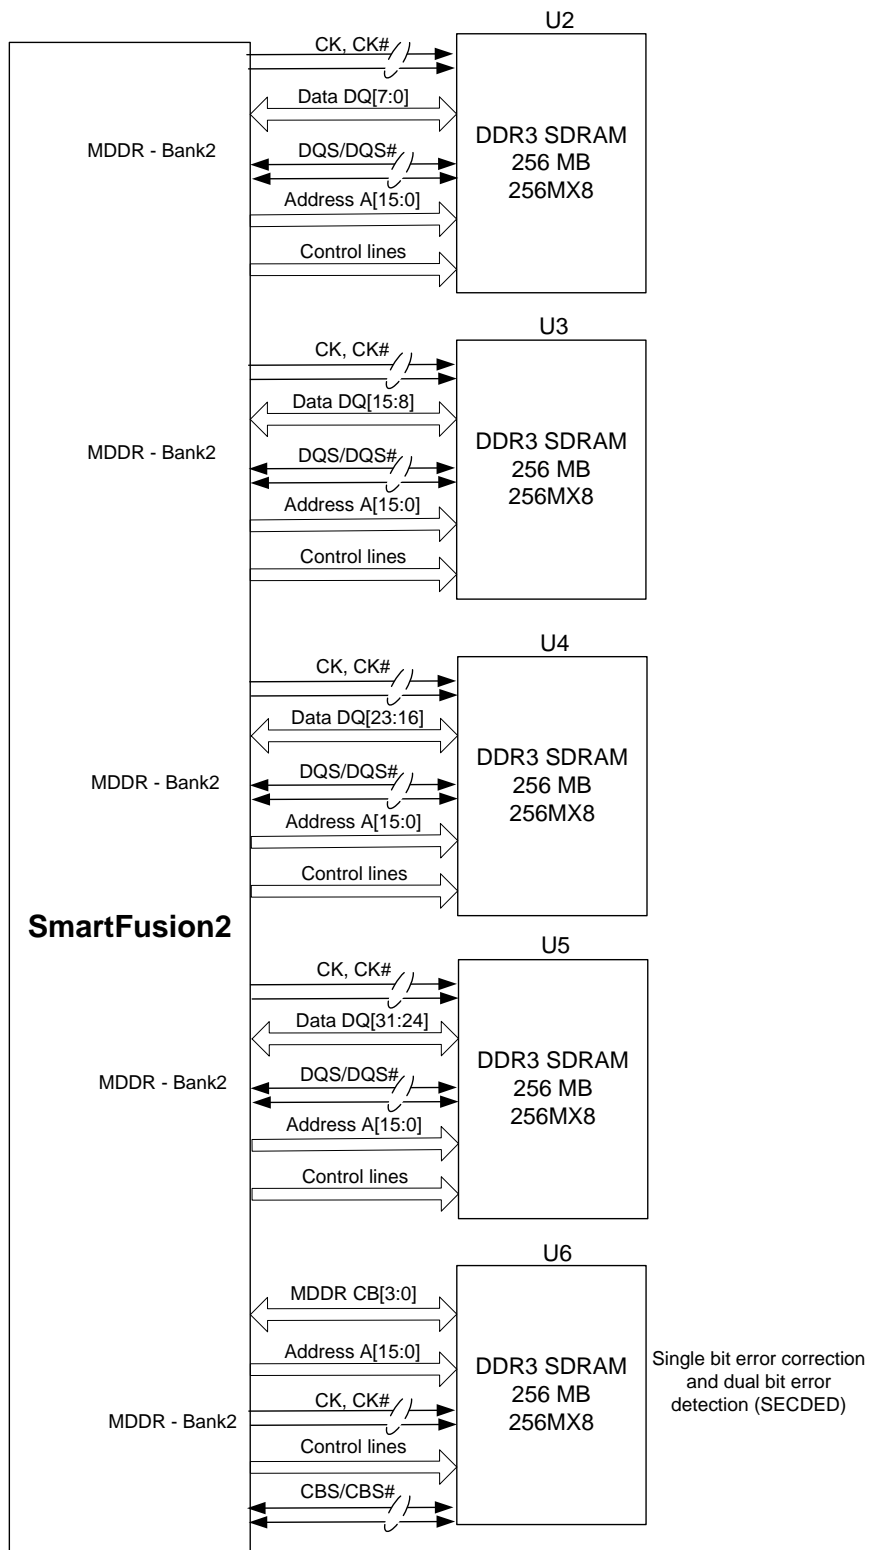 U2
CK, CK#
Data DQ[7:0]
MDDR - Bank2
DQS/DQS#
Address A[15:0]
Control lines
DDR3 SDRAM
256 MB
256MX8
U3
CK, CK#
Data DQ[15:8]
MDDR - Bank2
DQS/DQS#
Address A[15:0]
Control lines
DDR3 SDRAM
256 MB
256MX8
U4
CK, CK#
Data DQ[23:16]
MDDR - Bank2
DQS/DQS#
Address A[15:0]
Control lines
DDR3 SDRAM
256 MB
256MX8
SmartFusion2
U5
CK, CK#
Data DQ[31:24]
MDDR - Bank2
DQS/DQS#
Address A[15:0]
Control lines
DDR3 SDRAM
256 MB
256MX8
U6
MDDR CB[3:0]
Address A[15:0]
CK, CK#
MDDR - Bank2
Control lines
CBS/CBS#
DDR3 SDRAM
256 MB
256MX8
Single bit error correction
and dual bit error
detection (SECDED)